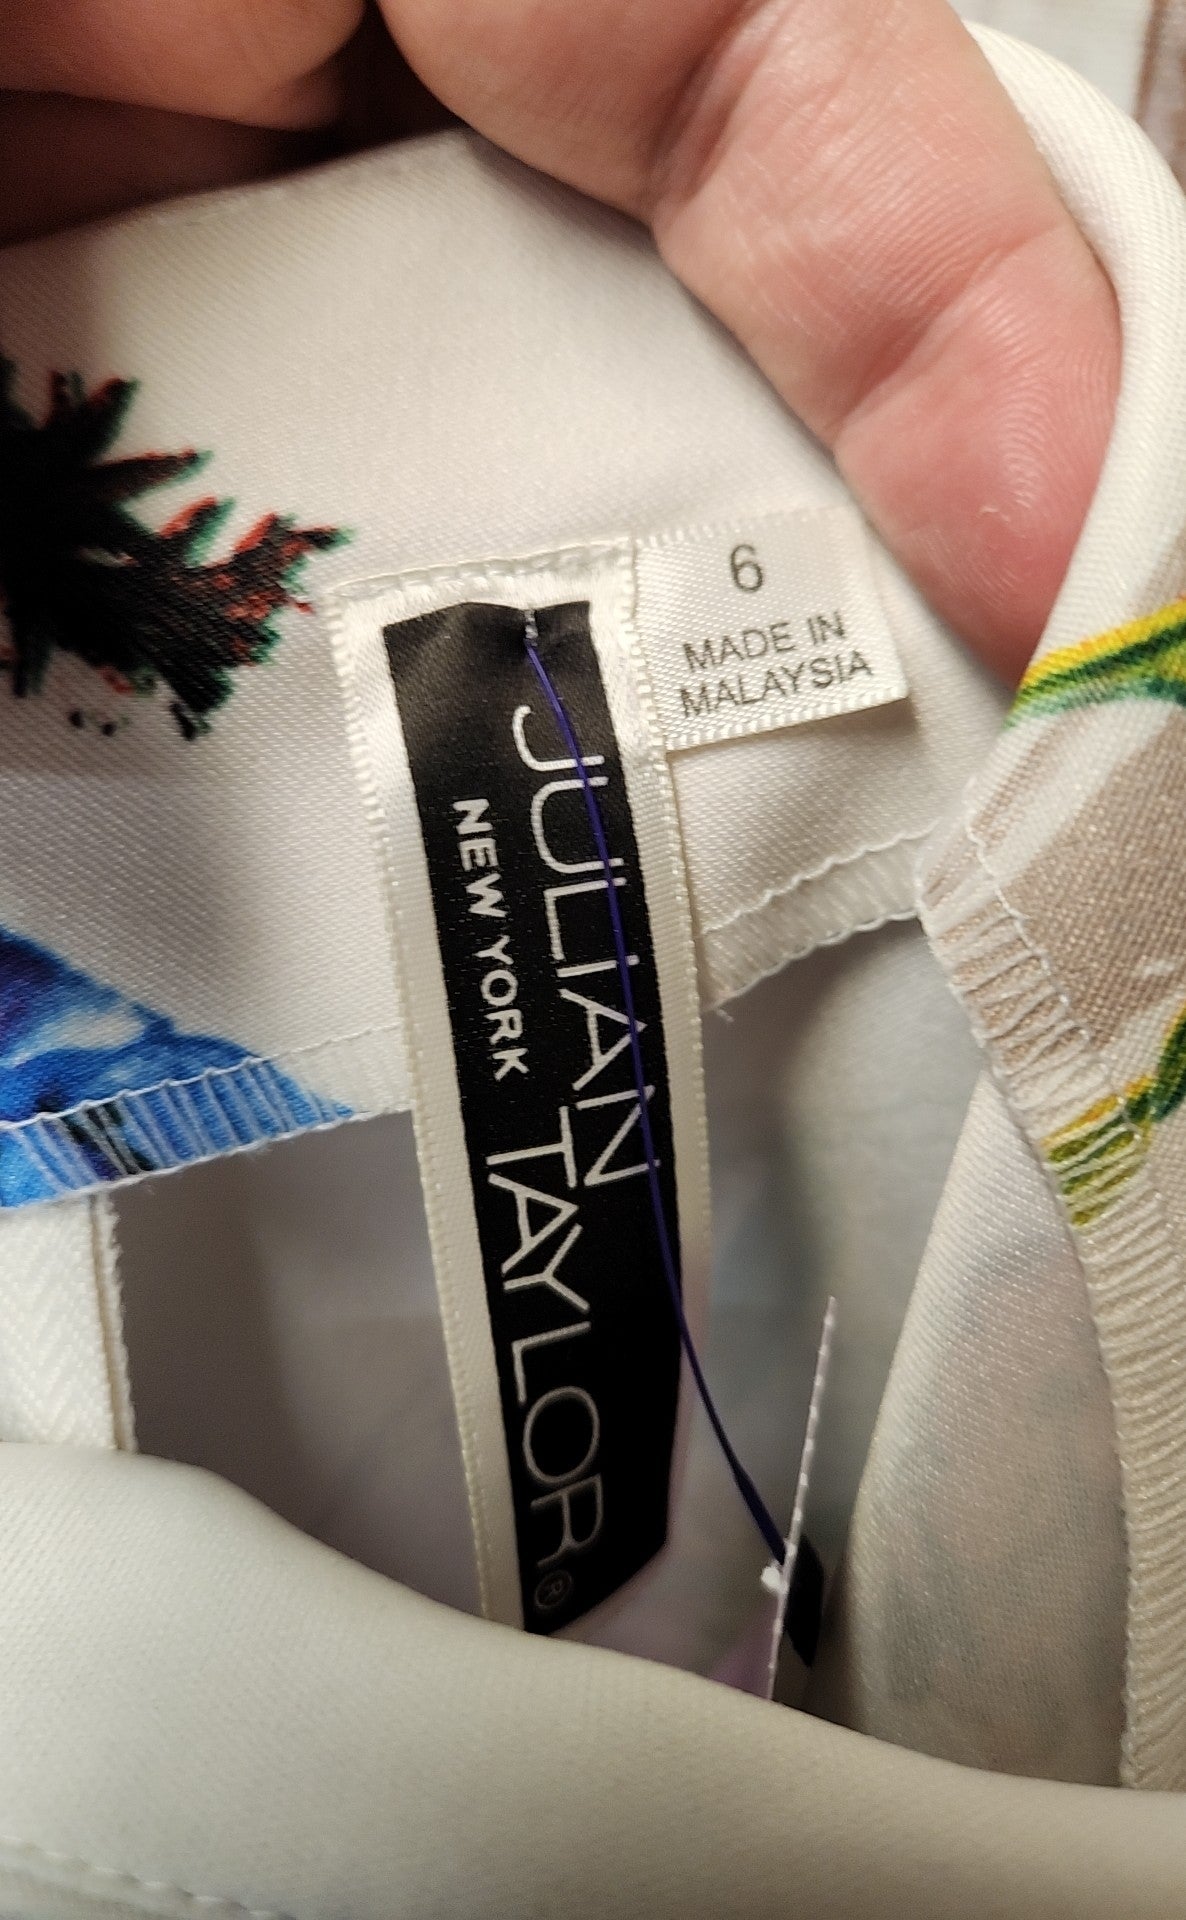 6
MADE IN
MALAYSIA
JULIAN TAYLOR®
NEW YORK